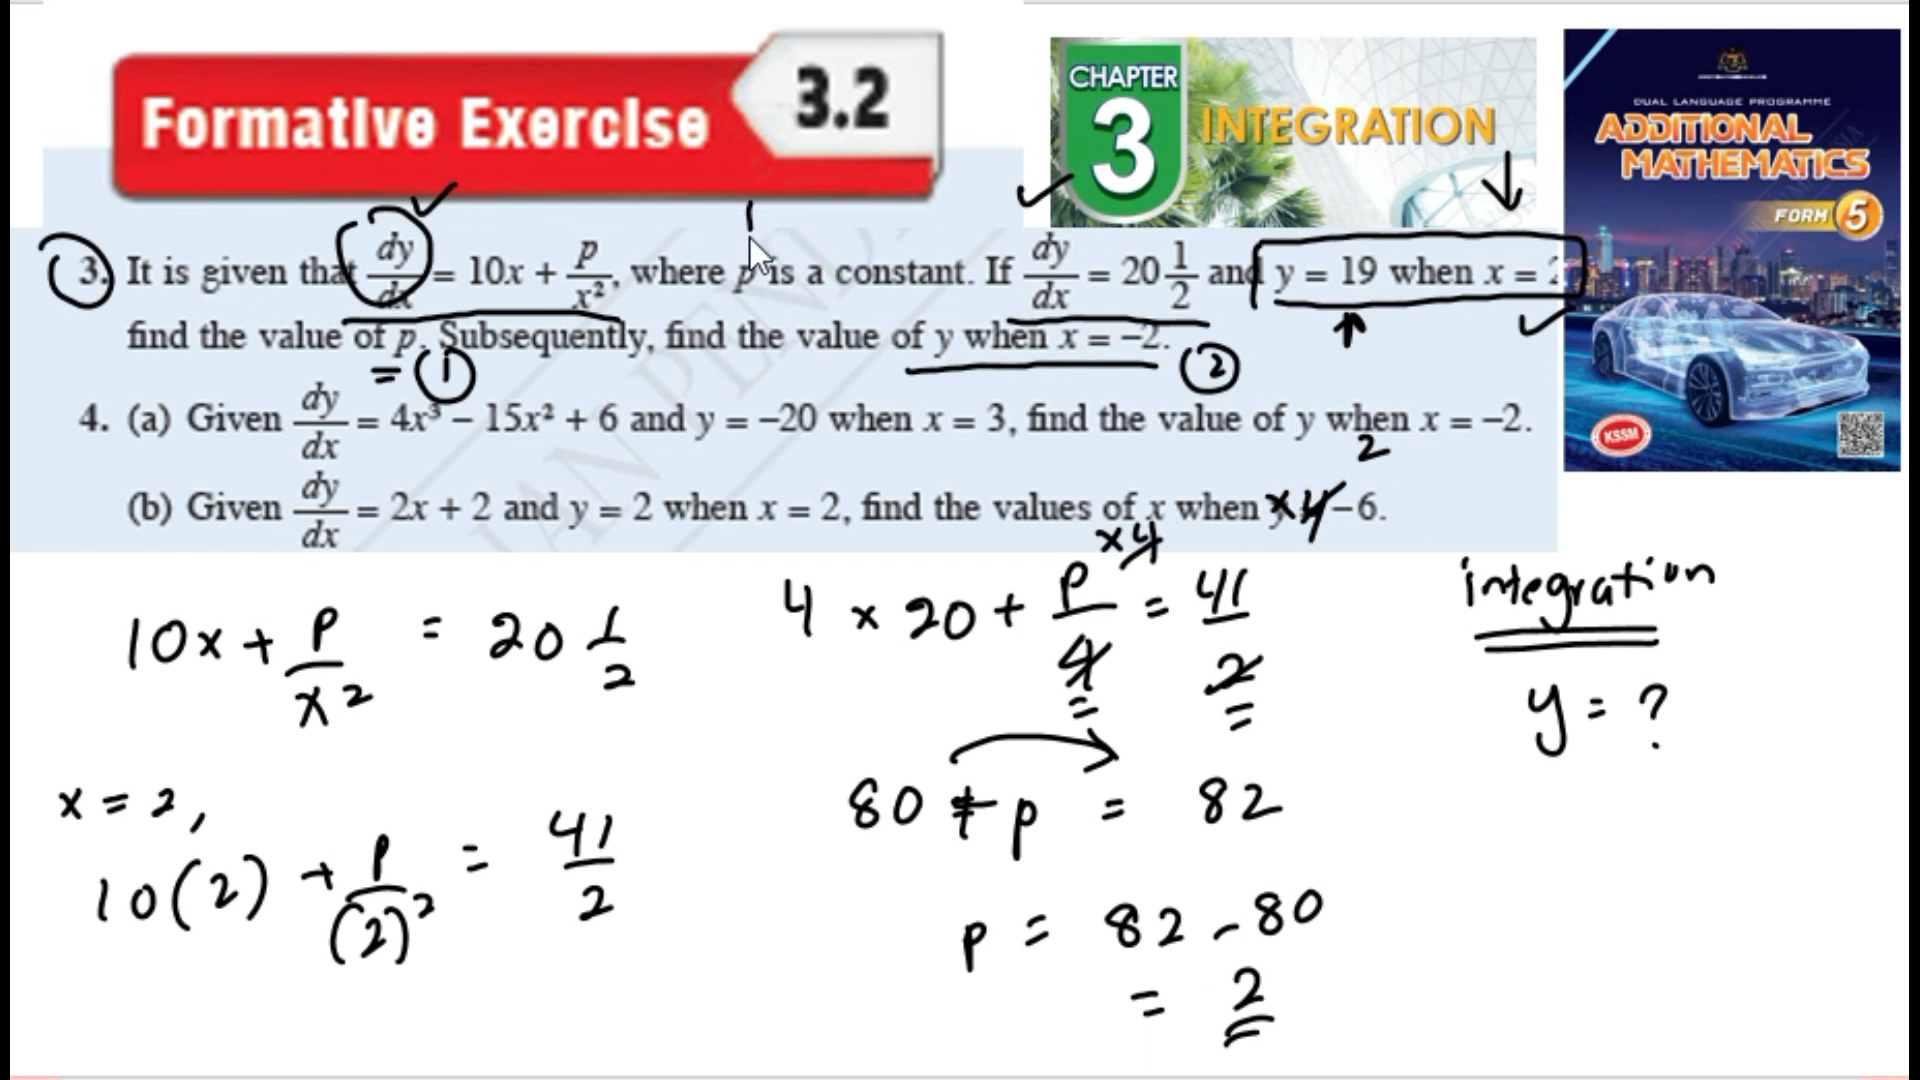 Formative Exercise 3.2
CHAPTER
3
INTEGRATION
DUAL LANGUAGE PROGRAMME
ADDITIONAL
MATHEMATICS
FORM 5
KSSM
3. It is given that dy/dx = 10x + p/x², where p is a constant. If dy/dx = 20 1/2 and y = 19 when x = 2
find the value of p. Subsequently, find the value of y when x = −2.
= ① ②
4. (a) Given dy/dx = 4x³ − 15x² + 6 and y = −20 when x = 3, find the value of y when x = −2.
(b) Given dy/dx = 2x + 2 and y = 2 when x = 2, find the values of x when −6.
10x + p/x² = 20 1/2
x = 2,
10(2) + p/(2)² = 41/2
2
×4 ×4
4 × 20 + p/4 = 41/2
80 + p = 82
p = 82 − 80
= 2
integration
y = ?